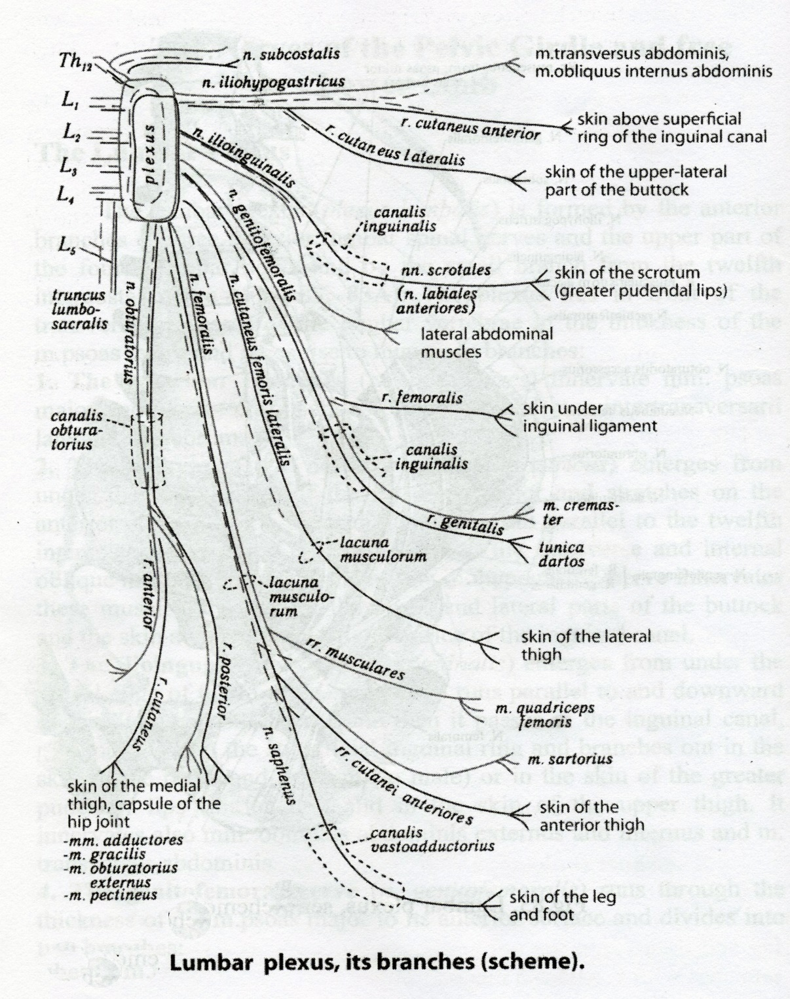 Th₁₂
n. subcostalis
m.transversus abdominis,
m.obliquus internus abdominis
n. iliohypogastricus
L₁
r. cutaneus anterior
skin above superficial
ring of the inguinal canal
L₂
plexus
n. ilioinguinalis
r. cutaneus lateralis
skin of the upper-lateral
part of the buttock
L₃
L₄
n. genitofemoralis
canalis
inguinalis
L₅
nn. scrotales
(n. labiales
anteriores)
skin of the scrotum
(greater pudendal lips)
truncus
lumbo-
sacralis
n. obturatorius
n. femoralis
n. cutaneus femoris lateralis
lateral abdominal
muscles
r. femoralis
skin under
inguinal ligament
canalis
obtura-
torius
canalis
inguinalis
m. cremas-
ter
r. genitalis
tunica
dartos
lacuna
musculorum
lacuna
musculo-
rum
r. anterior
skin of the lateral
thigh
rr. musculares
r. posterior
r. cutaneus
m. quadriceps
femoris
n. saphenus
rr. cutanei anteriores
m. sartorius
skin of the
anterior thigh
skin of the medial
thigh, capsule of the
hip joint
-mm. adductores
-m. gracilis
-m. obturatorius
externus
-m. pectineus
canalis
vastoadductorius
skin of the leg
and foot
Lumbar plexus, its branches (scheme).